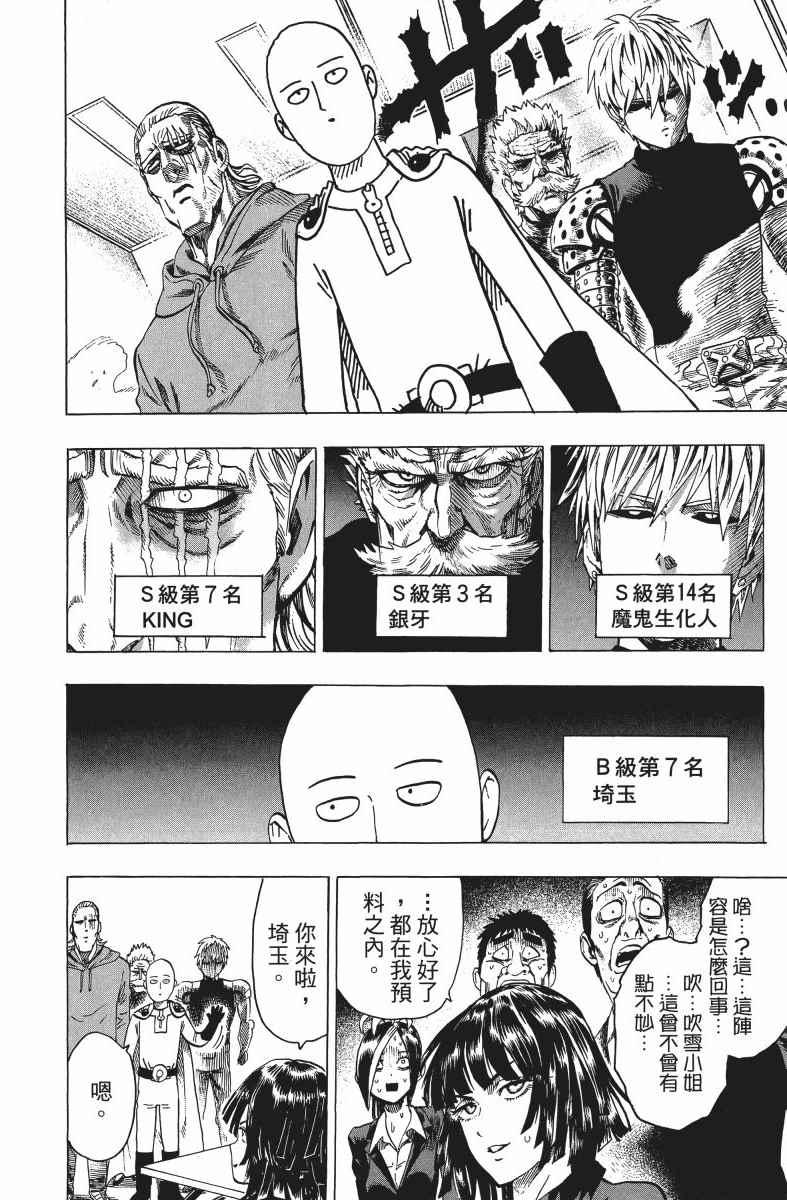 ザッ
S級第14名
魔鬼生化人
S級第3名
銀牙
S級第7名
KING
B級第7名
埼玉
啥…?這…這陣
容是怎麼回事…
吹…吹雪小姐
…這會不會有
點不妙…
…放心好了
,都在我預
料之內。
你來啦,
埼玉。
嗯。